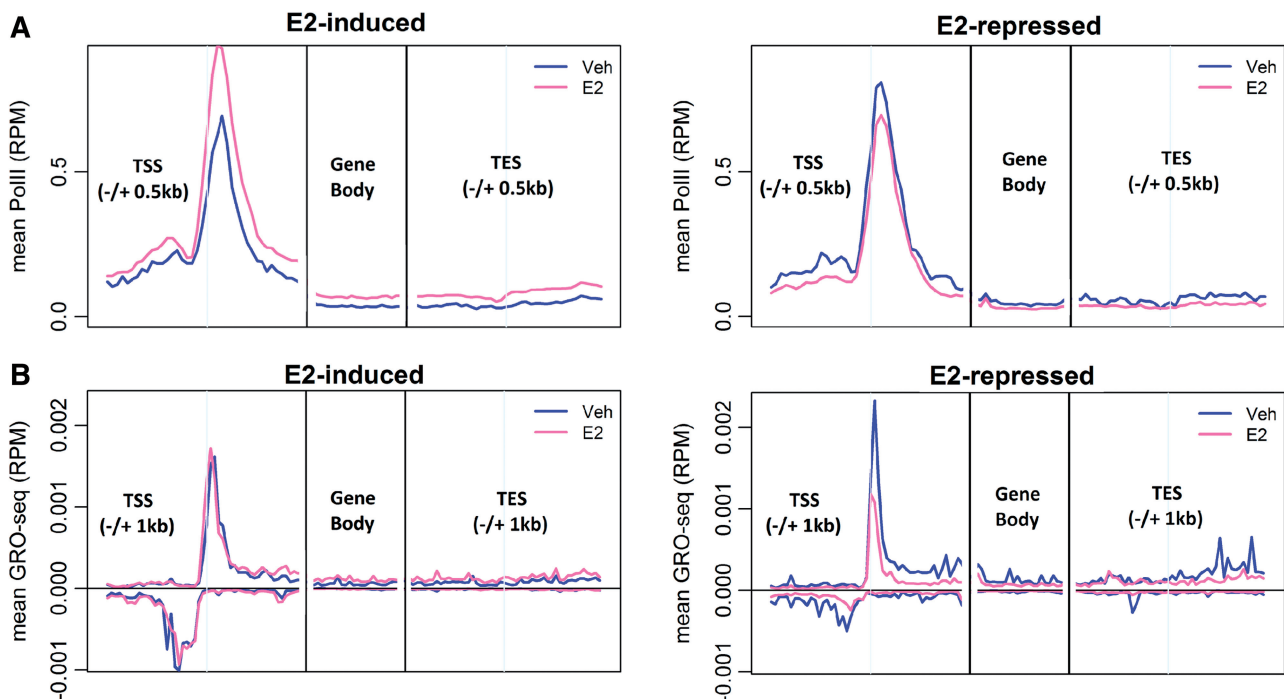 A
E2-induced
mean PolII (RPM)
0.5
0.0
TSS
(-/+ 0.5kb)
Gene
Body
TES
(-/+ 0.5kb)
Veh
E2
E2-repressed
mean PolII (RPM)
0.5
0.0
TSS
(-/+ 0.5kb)
Gene
Body
TES
(-/+ 0.5kb)
Veh
E2
B
E2-induced
mean GRO-seq (RPM)
0.002
0.001
0.000
-0.001
TSS
(-/+ 1kb)
Gene
Body
TES
(-/+ 1kb)
Veh
E2
E2-repressed
mean GRO-seq (RPM)
0.002
0.001
0.000
-0.001
TSS
(-/+ 1kb)
Gene
Body
TES
(-/+ 1kb)
Veh
E2